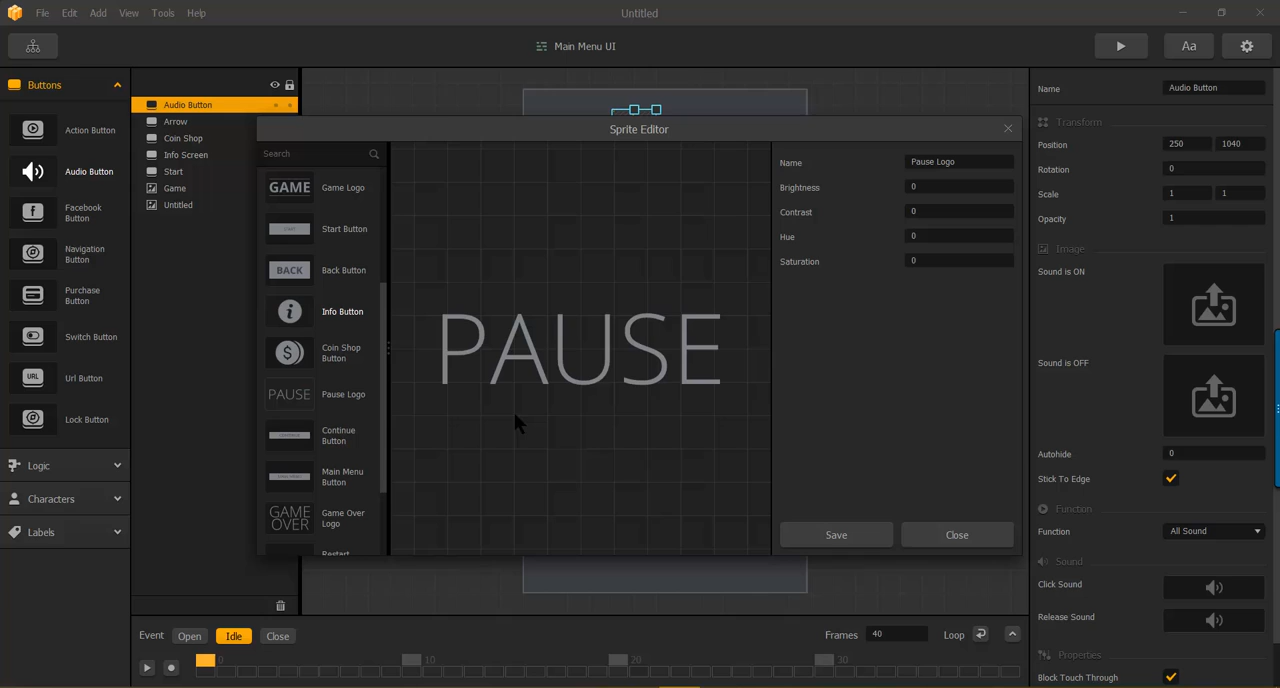 File Edit Add View Tools Help
Untitled
Main Menu UI
Aa
Buttons
Action Button
Audio Button
f
Facebook
Button
Navigation
Button
Purchase
Button
Switch Button
URL
Url Button
Lock Button
Logic
Characters
Labels
Audio Button
Arrow
Coin Shop
Info Screen
Start
Game
Untitled
Sprite Editor
Search
GAME
Game Logo
START
Start Button
BACK
Back Button
i
Info Button
$
Coin Shop
Button
PAUSE
Pause Logo
CONTINUE
Continue
Button
Main Menu
Button
GAME
OVER
Game Over
Logo
Restart
PAUSE
Name Pause Logo
Brightness 0
Contrast 0
Hue 0
Saturation 0
Save Close
Name Audio Button
Transform
Position 250 1040
Rotation 0
Scale 1 1
Opacity 1
Image
Sound is ON
Sound is OFF
Autohide 0
Stick To Edge
Function
Function All Sound
Sound
Click Sound
Release Sound
Properties
Block Touch Through
Event Open Idle Close
Frames 40 Loop
0 10 20 30